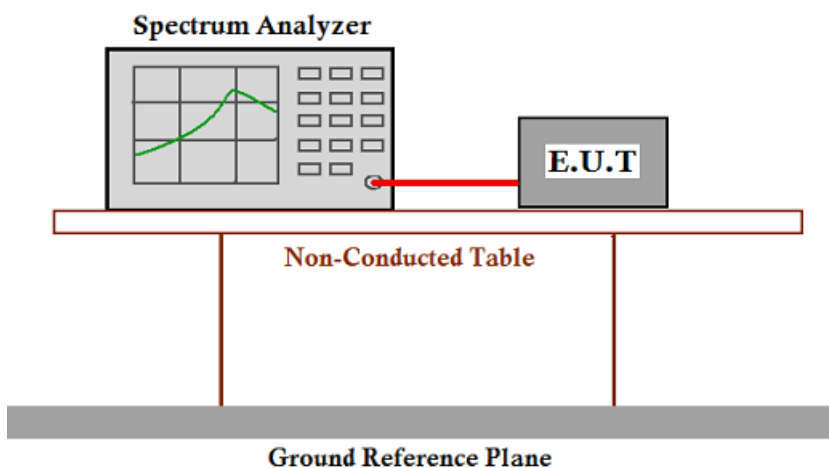 Spectrum Analyzer
E.U.T
Non-Conducted Table
Ground Reference Plane